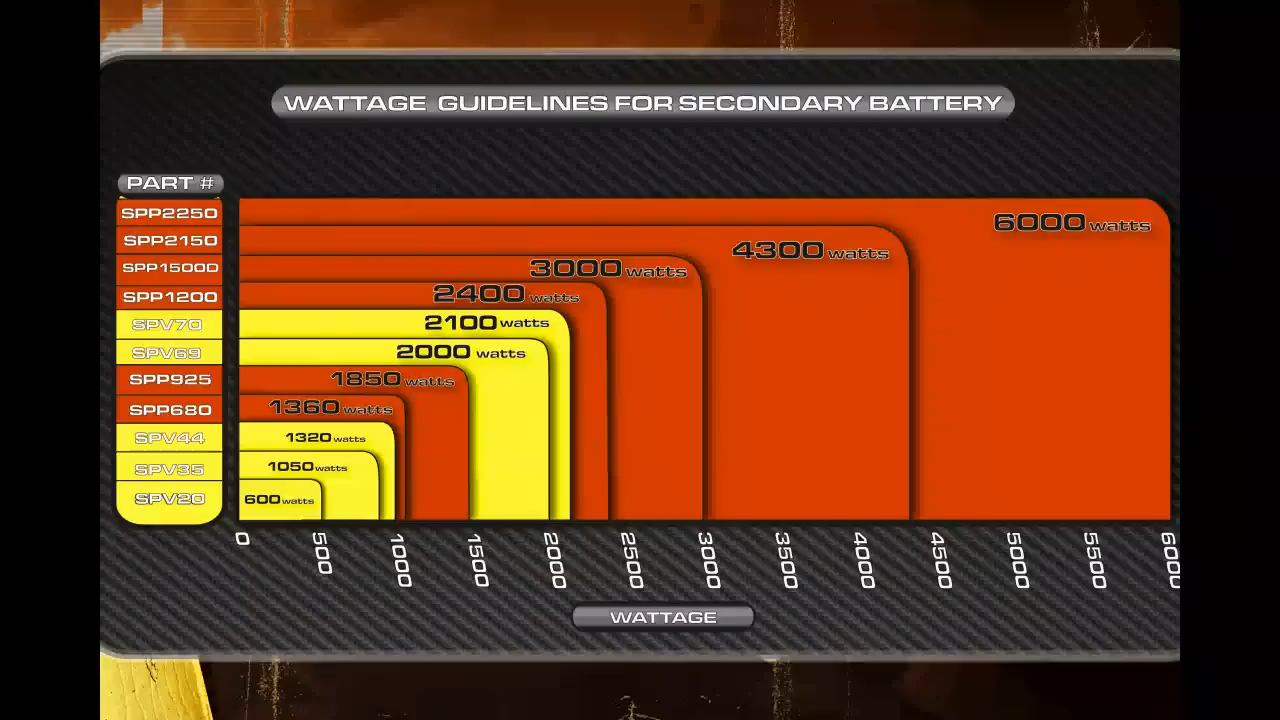 WATTAGE GUIDELINES FOR SECONDARY BATTERY
PART #
SPP2250
6000 watts
SPP2150
4300 watts
SPP1500D
3000 watts
SPP1200
2400 watts
SPV70
2100 watts
SPV69
2000 watts
SPP925
1850 watts
SPP680
1360 watts
SPV44
1320 watts
SPV35
1050 watts
SPV20
600 watts
0 500 1000 1500 2000 2500 3000 3500 4000 4500 5000 5500 6000
WATTAGE